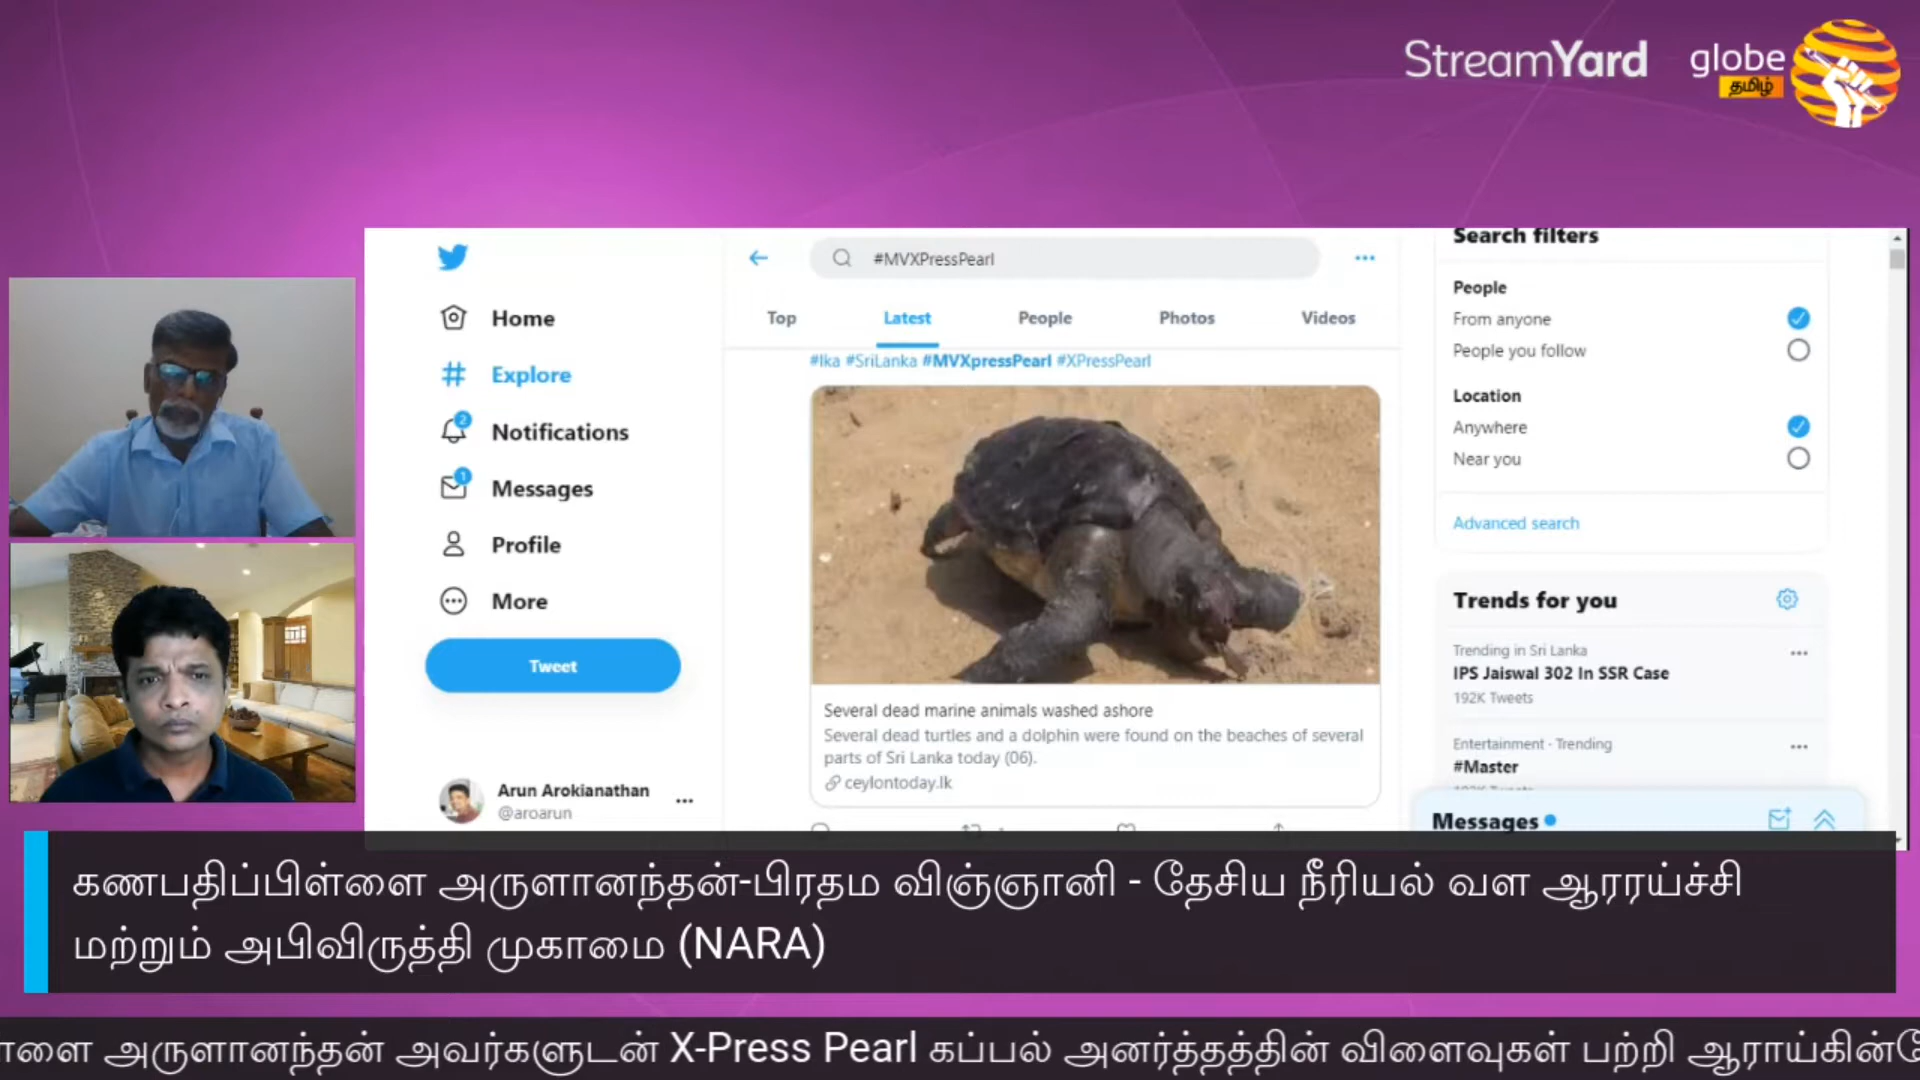 StreamYard
globe
தமிழ்
#MVXPressPearl
Home
Explore
2
Notifications
1
Messages
Profile
More
Tweet
Arun Arokianathan
@aroarun
Top
Latest
People
Photos
Videos
#lka #SriLanka #MVXpressPearl #XPressPearl
Several dead marine animals washed ashore
Several dead turtles and a dolphin were found on the beaches of several
parts of Sri Lanka today (06).
ceylontoday.lk
Search filters
People
From anyone
People you follow
Location
Anywhere
Near you
Advanced search
Trends for you
Trending in Sri Lanka
IPS Jaiswal 302 In SSR Case
192K Tweets
Entertainment · Trending
#Master
Messages
கணபதிப்பிள்ளை அருளானந்தன்-பிரதம விஞ்ஞானி - தேசிய நீரியல் வள ஆரரய்ச்சி
மற்றும் அபிவிருத்தி முகாமை (NARA)
அருளானந்தன் அவர்களுடன் X-Press Pearl கப்பல் அனர்த்தத்தின் விளைவுகள் பற்றி